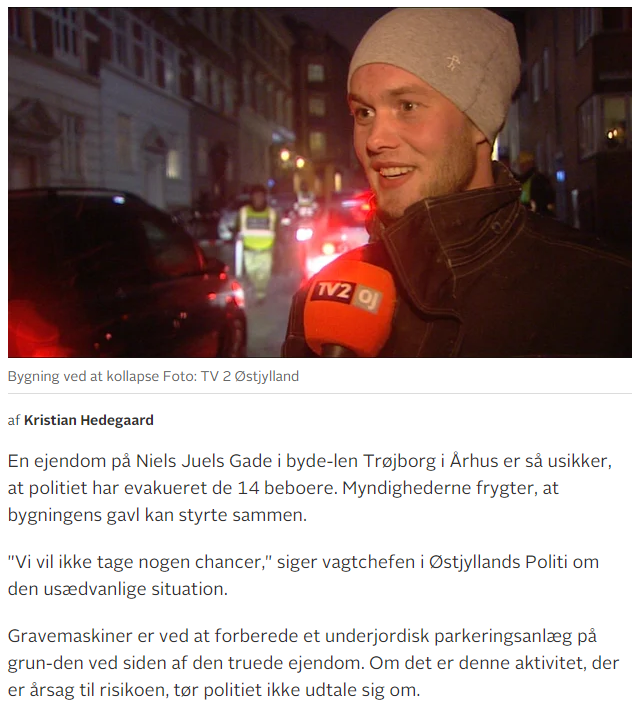 TV2 OJ
Bygning ved at kollapse Foto: TV 2 Østjylland
af Kristian Hedegaard
En ejendom på Niels Juels Gade i byde-len Trøjborg i Århus er så usikker,
at politiet har evakueret de 14 beboere. Myndighederne frygter, at
bygningens gavl kan styrte sammen.
"Vi vil ikke tage nogen chancer," siger vagtchefen i Østjyllands Politi om
den usædvanlige situation.
Gravemaskiner er ved at forberede et underjordisk parkeringsanlæg på
grun-den ved siden af den truede ejendom. Om det er denne aktivitet, der
er årsag til risikoen, tør politiet ikke udtale sig om.